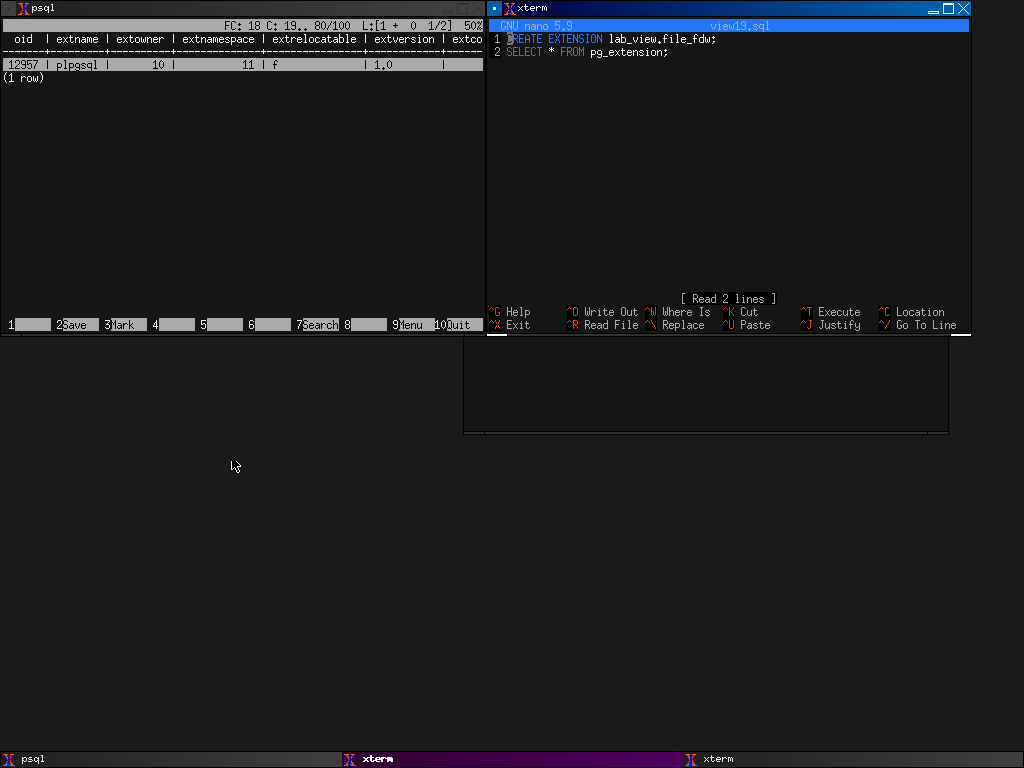 psql
FC: 18 C: 19.. 80/100  L:[1 +  0  1/2]  50%
oid | extname | extowner | extnamespace | extrelocatable | extversion | extco
12957 | plpgsql | 10 | 11 | f | 1.0 |
(1 row)
1 2Save 3Mark 4 5 6 7Search 8 9Menu 10Quit
xterm
GNU nano 5.9 view19.sql
1 CREATE EXTENSION lab_view.file_fdw;
2 SELECT * FROM pg_extension;
[ Read 2 lines ]
^G Help ^O Write Out ^W Where Is ^K Cut ^T Execute ^C Location
^X Exit ^R Read File ^\ Replace ^U Paste ^J Justify ^/ Go To Line
psql xterm xterm